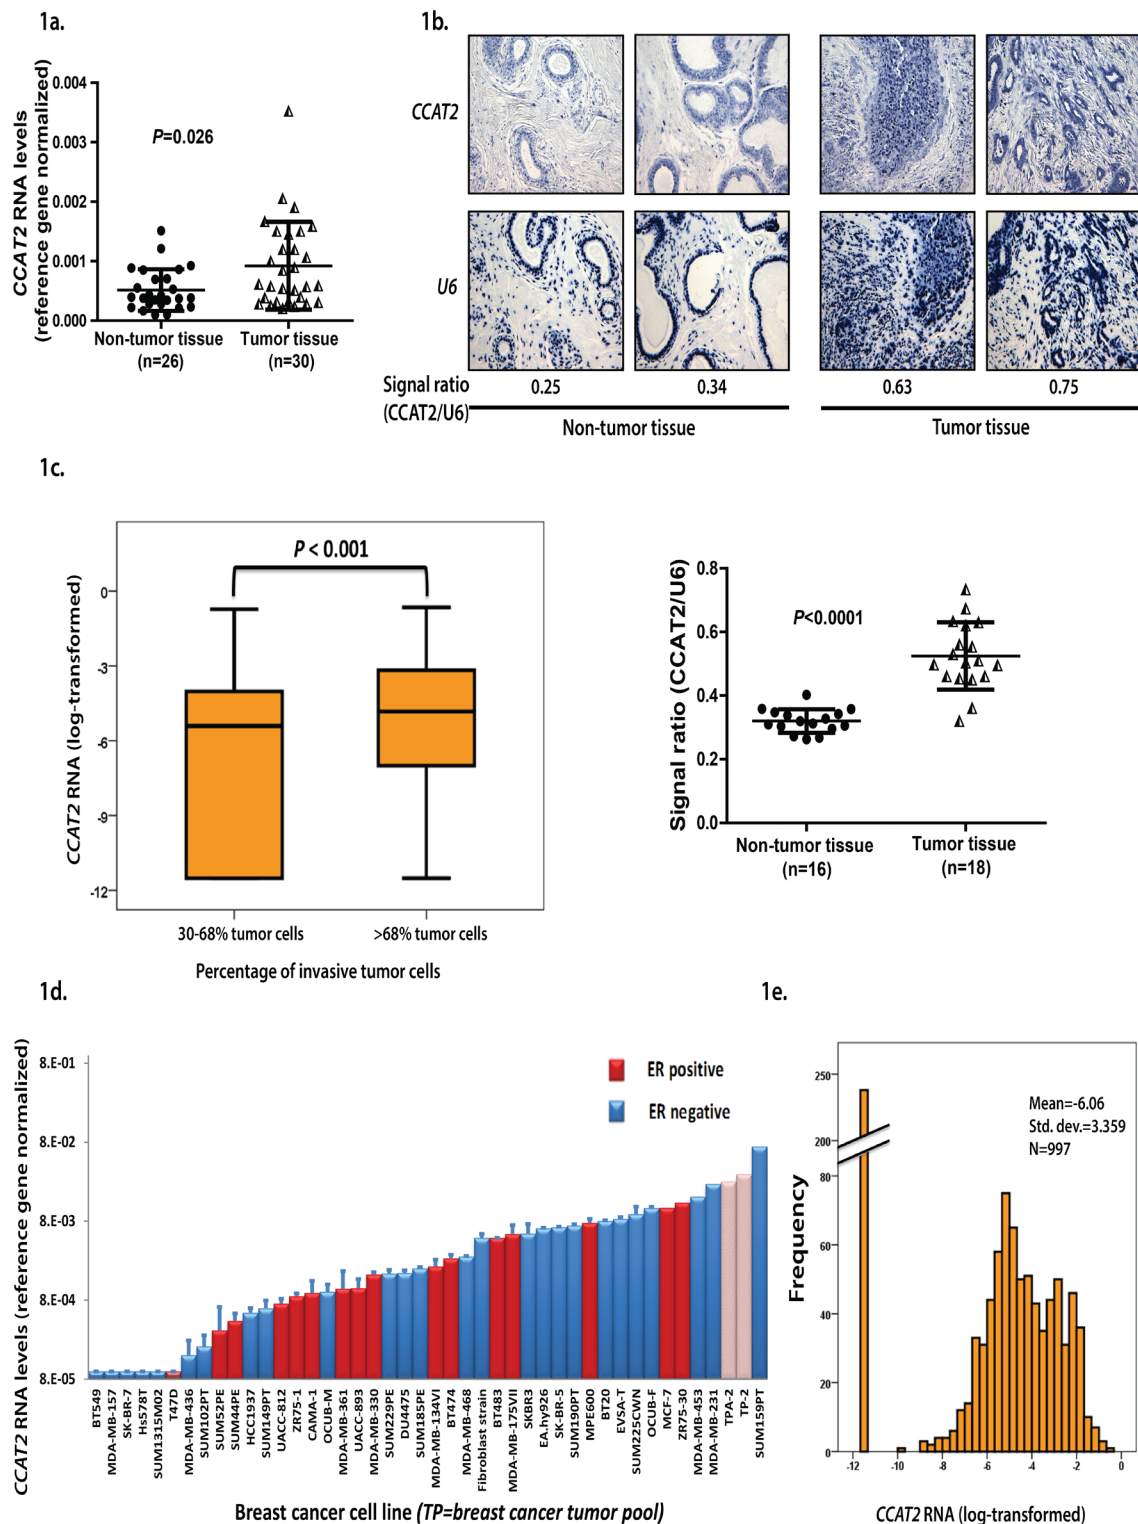 1a.
CCAT2 RNA levels
(reference gene normalized)
0.004
0.003
0.002
0.001
0.000
P=0.026
Non-tumor tissue
(n=26)
Tumor tissue
(n=30)
1b.
CCAT2
U6
Signal ratio
(CCAT2/U6)
0.25
0.34
0.63
0.75
Non-tumor tissue
Tumor tissue
1c.
CCAT2 RNA (log-transformed)
0
-3
-6
-9
-12
P < 0.001
30-68% tumor cells
>68% tumor cells
Percentage of invasive tumor cells
Signal ratio (CCAT2/U6)
0.8
0.6
0.4
0.2
0.0
P<0.0001
Non-tumor tissue
(n=16)
Tumor tissue
(n=18)
1d.
CCAT2 RNA levels (reference gene normalized)
8.E-01
8.E-02
8.E-03
8.E-04
8.E-05
ER positive
ER negative
BT549
MDA-MB-157
SK-BR-7
Hs578T
SUM1315M02
T47D
MDA-MB-436
SUM102PT
SUM52PE
SUM44PE
HCC1937
SUM149PT
UACC-812
ZR75-1
CAMA-1
OCUB-M
MDA-MB-361
UACC-893
MDA-MB-330
SUM229PE
DU4475
SUM185PE
MDA-MB-134VI
BT474
MDA-MB-468
Fibroblast strain
BT483
MDA-MB-175VII
SKBR3
EA.hy926
SK-BR-5
SUM190PT
MPE600
BT20
EVSA-T
SUM225CWN
OCUB-F
MCF-7
ZR75-30
MDA-MB-453
MDA-MB-231
TPA-2
TP-2
SUM159PT
Breast cancer cell line (TP=breast cancer tumor pool)
1e.
Frequency
250
200
80
60
40
20
0
Mean=-6.06
Std. dev.=3.359
N=997
-12
-10
-8
-6
-4
-2
0
CCAT2 RNA (log-transformed)